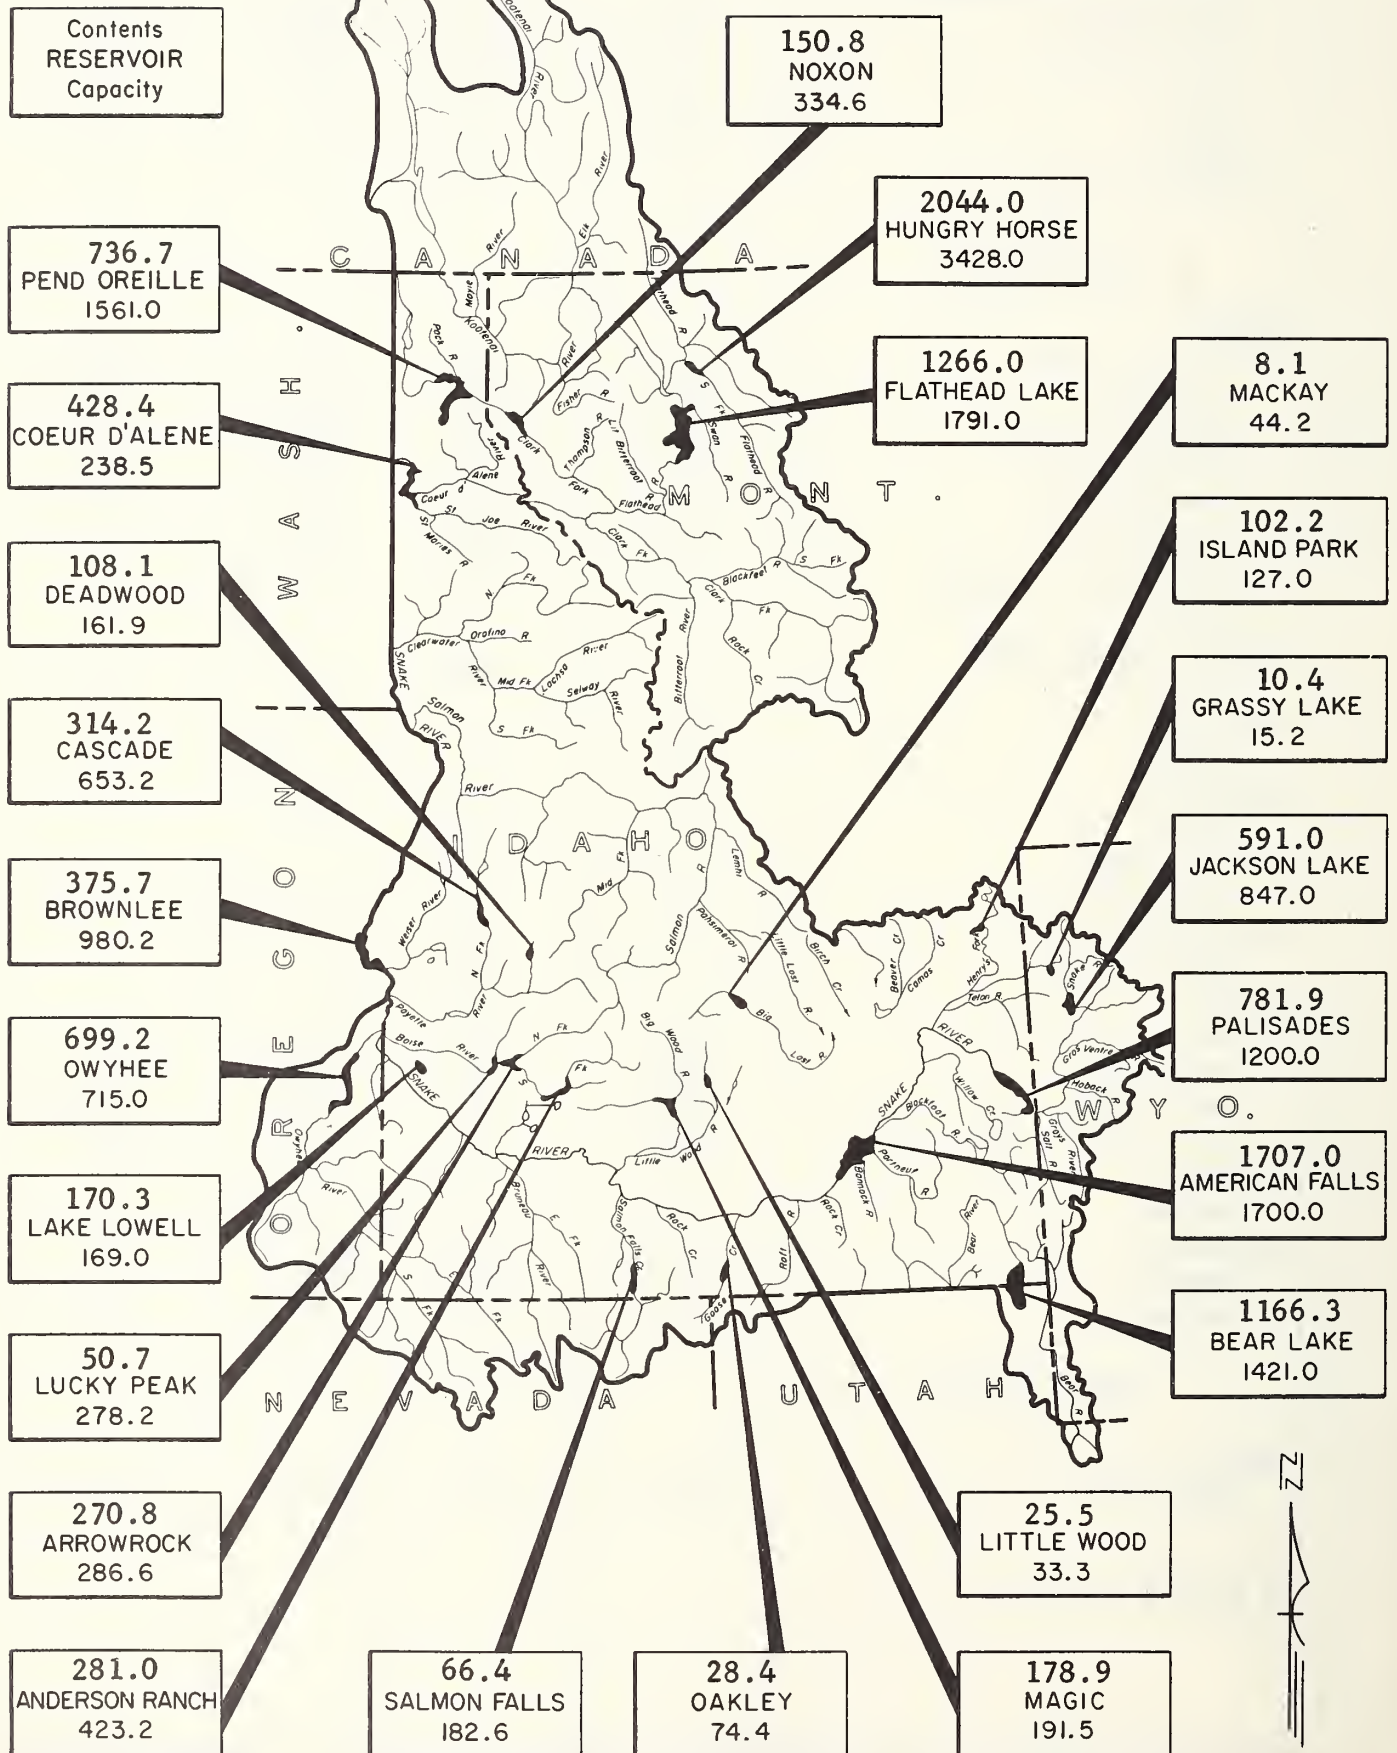 Contents
RESERVOIR
Capacity
150.8
NOXON
334.6
2044.0
HUNGRY HORSE
3428.0
736.7
PEND OREILLE
1561.0
1266.0
FLATHEAD LAKE
1791.0
8.1
MACKAY
44.2
428.4
COEUR D'ALENE
238.5
102.2
ISLAND PARK
127.0
108.1
DEADWOOD
161.9
10.4
GRASSY LAKE
15.2
314.2
CASCADE
653.2
591.0
JACKSON LAKE
847.0
375.7
BROWNLEE
980.2
781.9
PALISADES
1200.0
699.2
OWYHEE
715.0
1707.0
AMERICAN FALLS
1700.0
170.3
LAKE LOWELL
169.0
1166.3
BEAR LAKE
1421.0
50.7
LUCKY PEAK
278.2
270.8
ARROWROCK
286.6
25.5
LITTLE WOOD
33.3
281.0
ANDERSON RANCH
423.2
66.4
SALMON FALLS
182.6
28.4
OAKLEY
74.4
178.9
MAGIC
191.5
CANADA
WASH.
MONT.
OREGON
IDAHO
WYO.
NEVADA
UTAH
River
Elk River
Moyie River
Kootenai River
Pack R
Fisher R
Thompson R
Lit Bitterroot R
Swan R
S Fk Flathead R
Clark Fork
Flathead
Coeur d' Alene River
St Joe River
St Maries R
Clark Fk
Blackfeet R
S Fk
Clark Fk
Rock Cr
Bitterroot River
N Fk
Clearwater River
Orofino R
Lochsa River
Mid Fk
Selway River
S Fk
SNAKE RIVER
Salmon River
Mid Fk
Salmon R
Lemhi R
Pahsimeroi R
Little Lost R
Birch Cr
Big Lost R
Beaver Cr
Camas Cr
Henry's Fork
Teton R
Snake R
Gros Ventre R
Hoback R
Grays River
Salt R
Weiser River
N Fk
Payette River
Boise River
N Fk
S Fk
SNAKE RIVER
Big Wood R
Little Wood R
SNAKE RIVER
Willow Cr
Blackfoot R
Portneuf R
Bannock R
Rock Cr
Raft R
Bear River
Owyhee River
S Fk
Bruneau River
E Fk
Salmon Falls Cr
Rock Cr
Goose Cr
Bear R
N